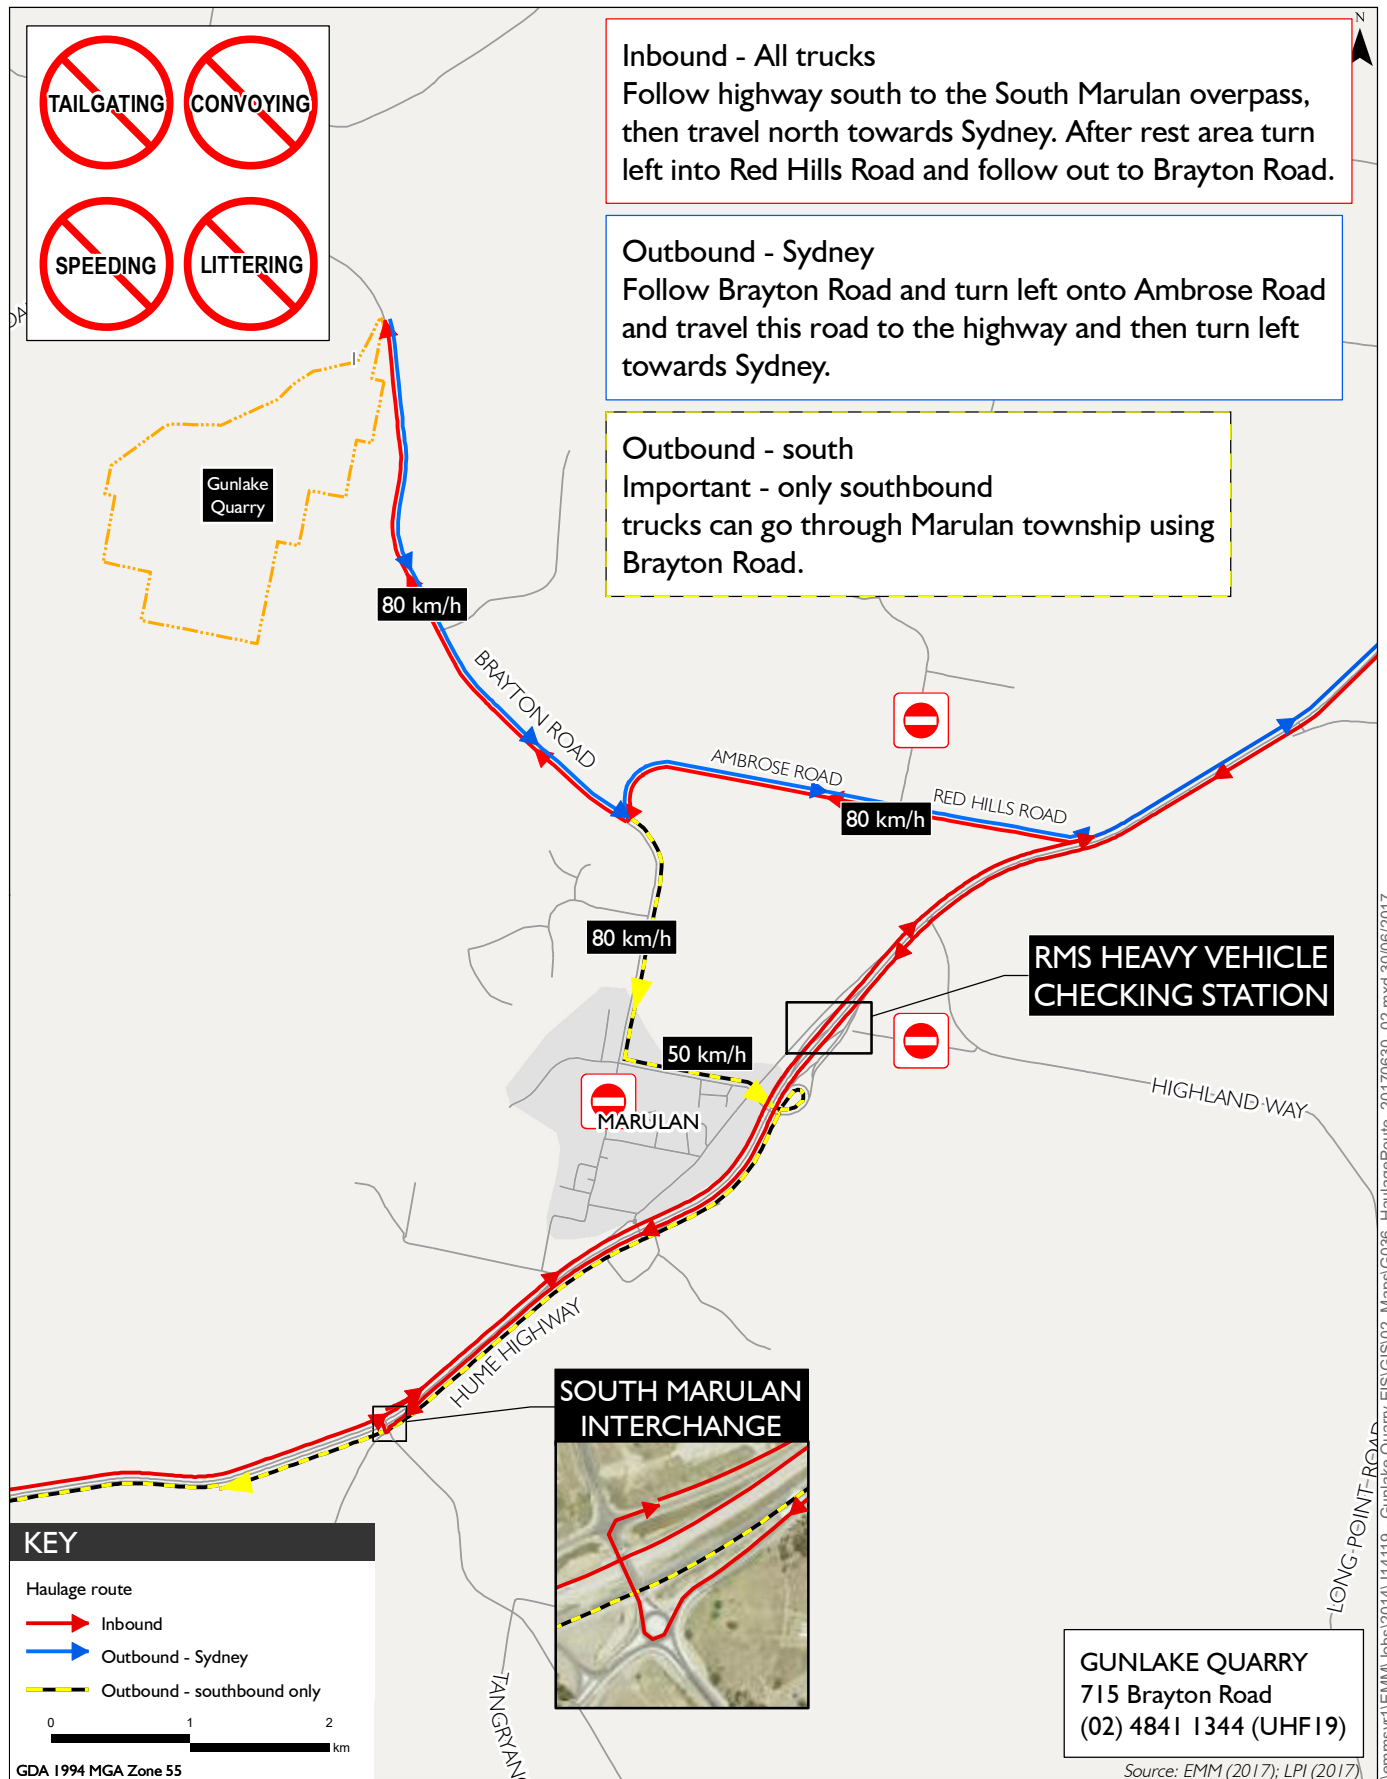 TAILGATING
CONVOYING
SPEEDING
LITTERING
N
Inbound - All trucks
Follow highway south to the South Marulan overpass,
then travel north towards Sydney. After rest area turn
left into Red Hills Road and follow out to Brayton Road.
Outbound - Sydney
Follow Brayton Road and turn left onto Ambrose Road
and travel this road to the highway and then turn left
towards Sydney.
Outbound - south
Important - only southbound
trucks can go through Marulan township using
Brayton Road.
Gunlake
Quarry
80 km/h
BRAYTON ROAD
AMBROSE ROAD
RED HILLS ROAD
80 km/h
80 km/h
RMS HEAVY VEHICLE
CHECKING STATION
50 km/h
MARULAN
HIGHLAND WAY
HUME HIGHWAY
SOUTH MARULAN
INTERCHANGE
LONG POINT ROAD
KEY
Haulage route
Inbound
Outbound - Sydney
Outbound - southbound only
0 1 2
km
GDA 1994 MGA Zone 55
GUNLAKE QUARRY
715 Brayton Road
(02) 4841 1344 (UHF19)
Source: EMM (2017); LPI (2017)